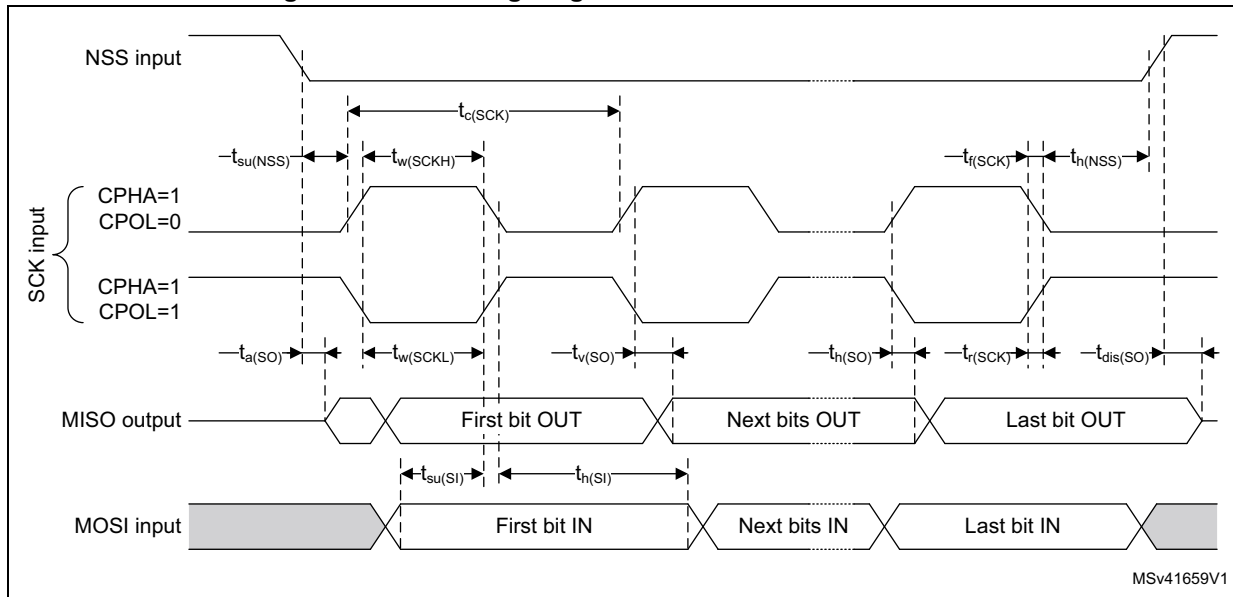 NSS input
tc(SCK)
tsu(NSS)
tw(SCKH)
tf(SCK)
th(NSS)
CPHA=1
CPOL=0
SCK input
CPHA=1
CPOL=1
ta(SO)
tw(SCKL)
tv(SO)
th(SO)
tr(SCK)
tdis(SO)
MISO output
First bit OUT
Next bits OUT
Last bit OUT
tsu(SI)
th(SI)
MOSI input
First bit IN
Next bits IN
Last bit IN
MSv41659V1